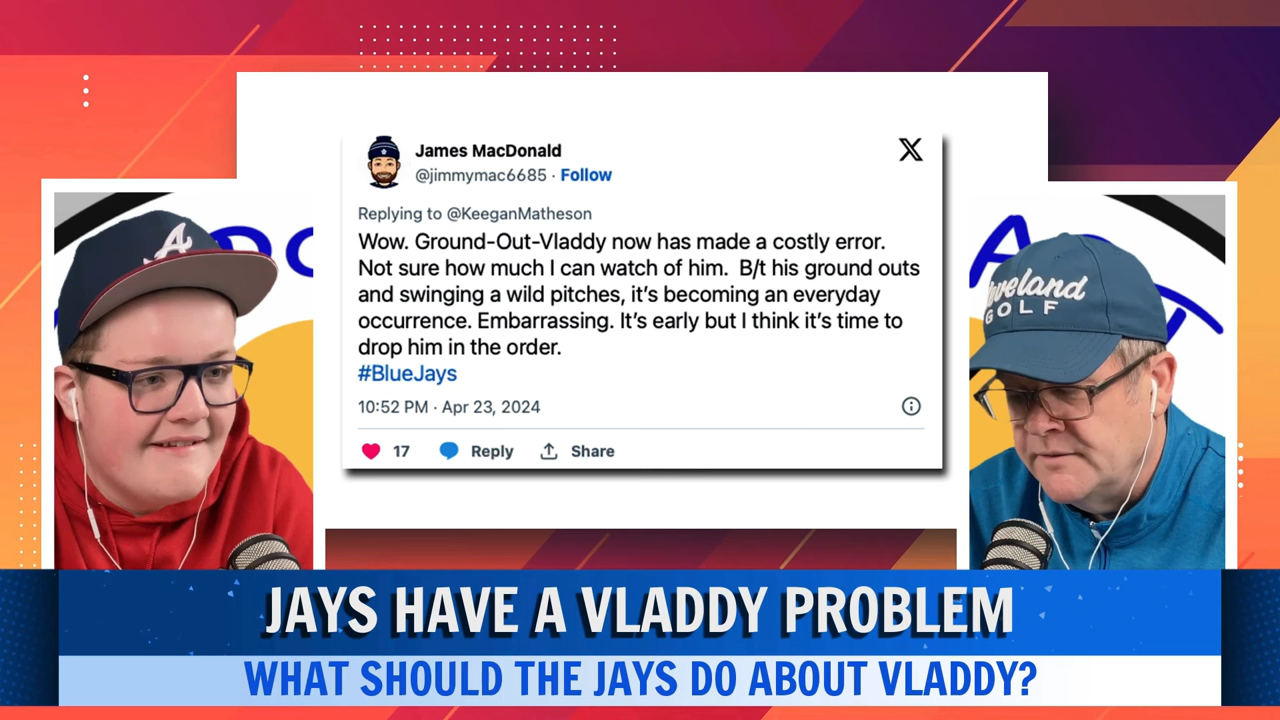 James MacDonald
@jimmymac6685 · Follow
Replying to @KeeganMatheson
Wow. Ground-Out-Vladdy now has made a costly error.
Not sure how much I can watch of him.  B/t his ground outs
and swinging a wild pitches, it's becoming an everyday
occurrence. Embarrassing. It's early but I think it's time to
drop him in the order.
#BlueJays
10:52 PM · Apr 23, 2024
17 Reply Share
A
GOLF
JAYS HAVE A VLADDY PROBLEM
WHAT SHOULD THE JAYS DO ABOUT VLADDY?